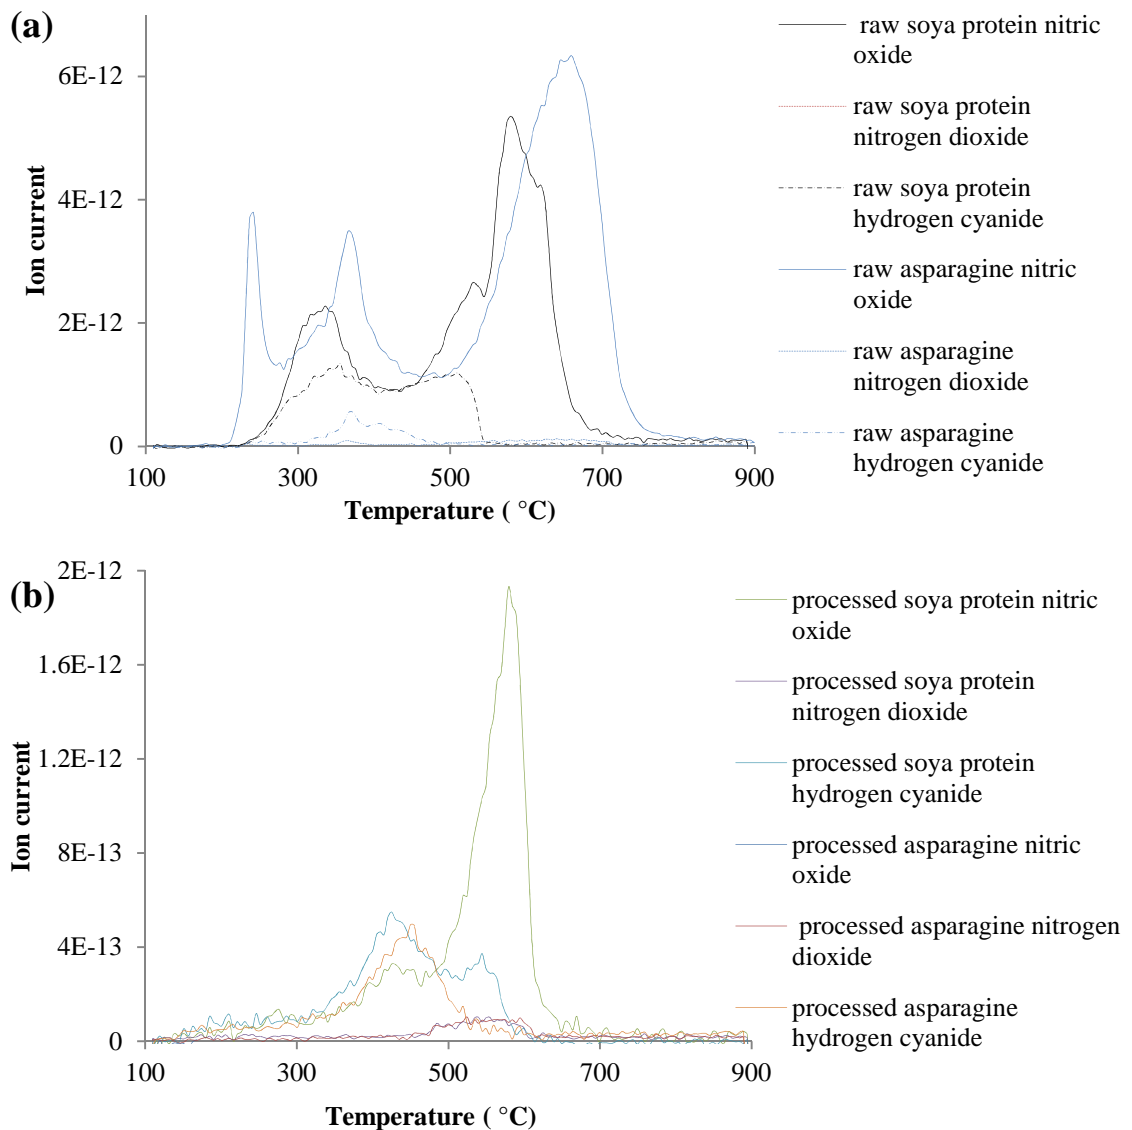 (a)
raw soya protein nitric
oxide
raw soya protein
nitrogen dioxide
raw soya protein
hydrogen cyanide
raw asparagine nitric
oxide
raw asparagine
nitrogen dioxide
raw asparagine
hydrogen cyanide
6E-12
4E-12
2E-12
0
Ion current
100 300 500 700 900
Temperature ( °C)
(b)
processed soya protein nitric
oxide
processed soya protein
nitrogen dioxide
processed soya protein
hydrogen cyanide
processed asparagine nitric
oxide
processed asparagine nitrogen
dioxide
processed asparagine
hydrogen cyanide
2E-12
1.6E-12
1.2E-12
8E-13
4E-13
0
Ion current
100 300 500 700 900
Temperature ( °C)